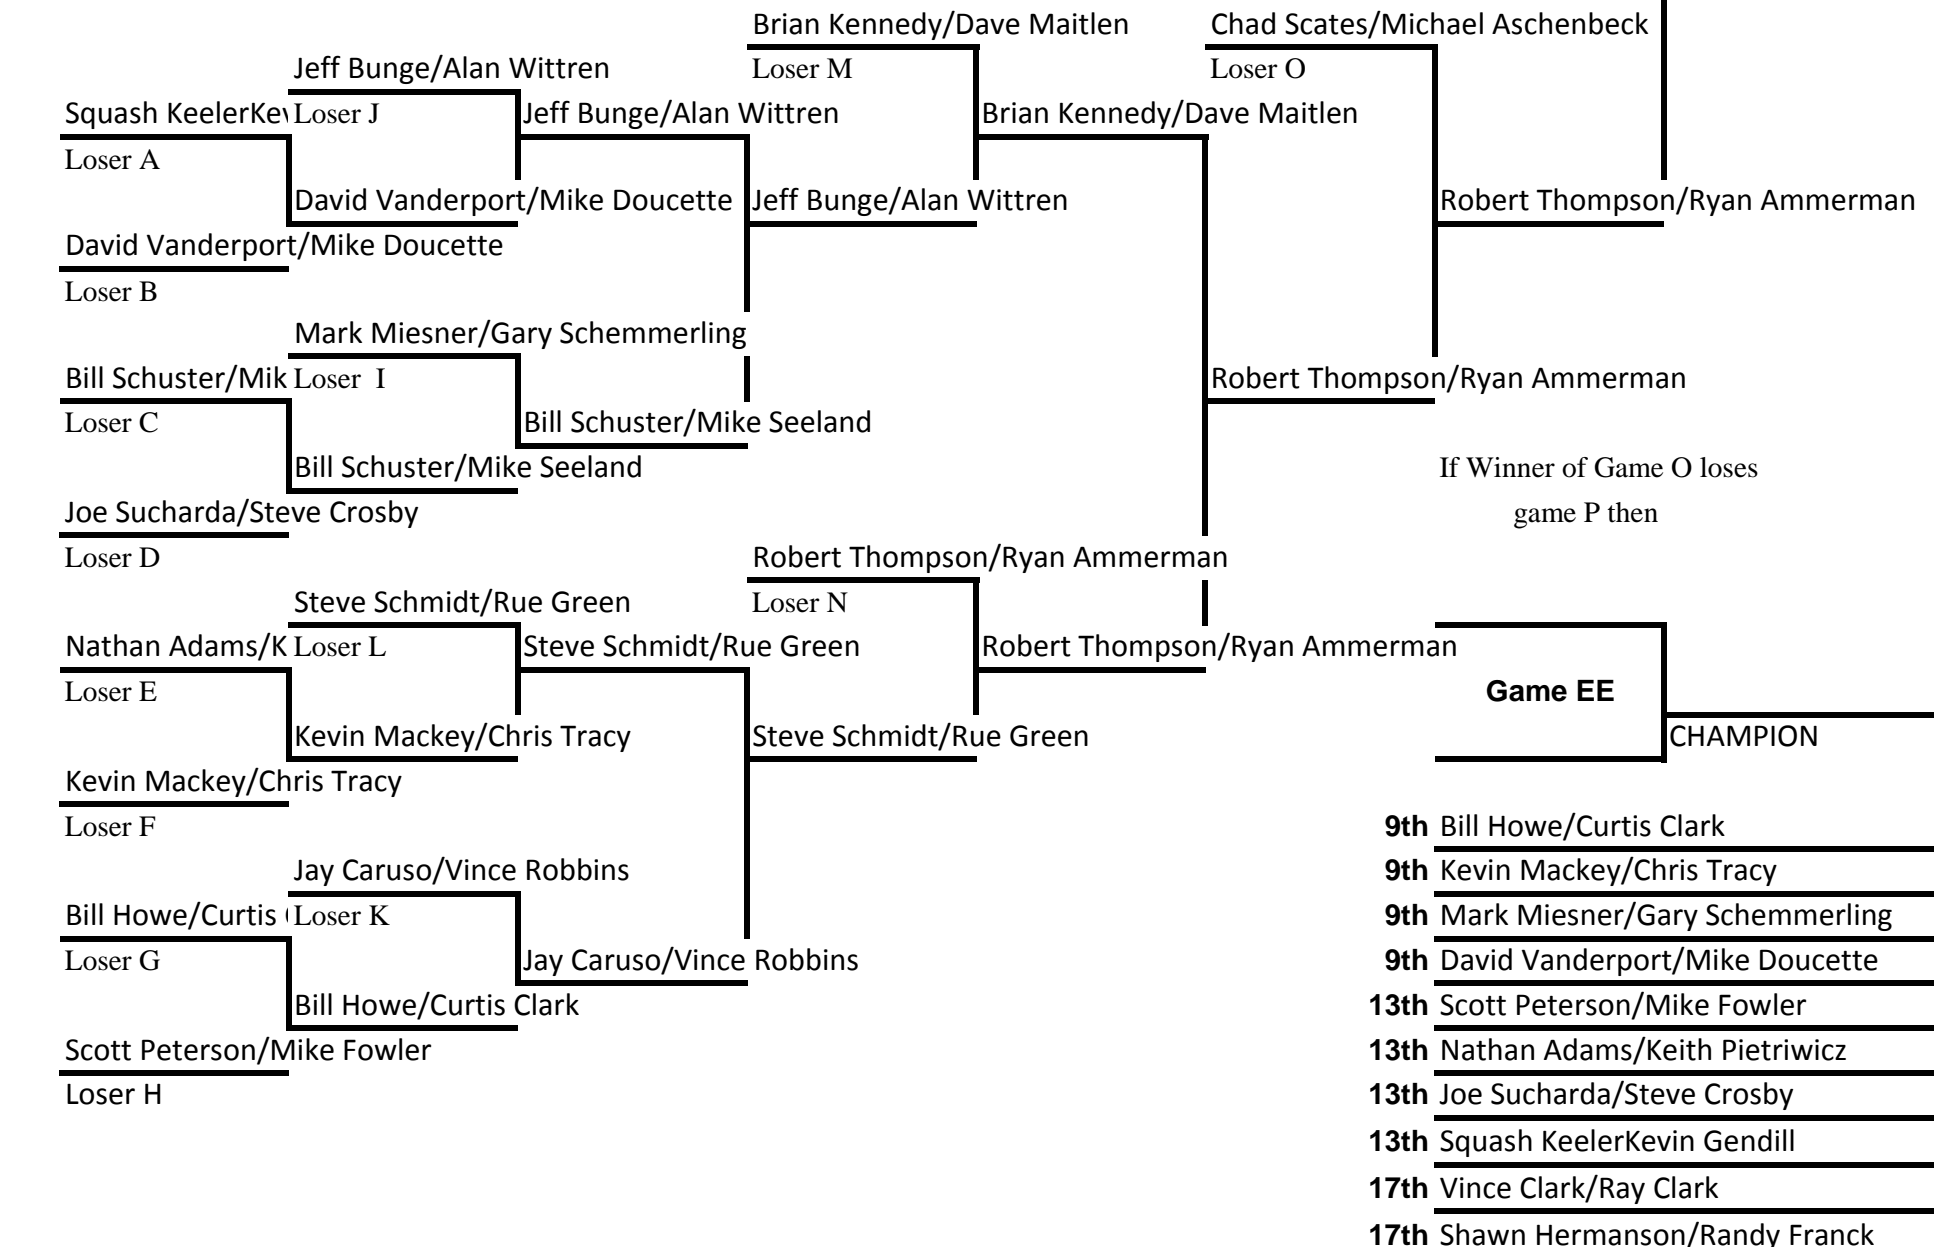 Brian Kennedy/Dave Maitlen
Chad Scates/Michael Aschenbeck
Jeff Bunge/Alan Wittren
Loser M
Loser O
Squash KeelerKev
Loser J
Jeff Bunge/Alan Wittren
Brian Kennedy/Dave Maitlen
Loser A
David Vanderport/Mike Doucette
Jeff Bunge/Alan Wittren
Robert Thompson/Ryan Ammerman
David Vanderport/Mike Doucette
Loser B
Mark Miesner/Gary Schemmerling
Bill Schuster/Mik
Loser I
Robert Thompson/Ryan Ammerman
Loser C
Bill Schuster/Mike Seeland
Bill Schuster/Mike Seeland
If Winner of Game O loses
Joe Sucharda/Steve Crosby
game P then
Loser D
Robert Thompson/Ryan Ammerman
Steve Schmidt/Rue Green
Loser N
Nathan Adams/K
Loser L
Steve Schmidt/Rue Green
Robert Thompson/Ryan Ammerman
Loser E
Game EE
Kevin Mackey/Chris Tracy
Steve Schmidt/Rue Green
CHAMPION
Kevin Mackey/Chris Tracy
Loser F
9th Bill Howe/Curtis Clark
Jay Caruso/Vince Robbins
9th Kevin Mackey/Chris Tracy
Bill Howe/Curtis
Loser K
9th Mark Miesner/Gary Schemmerling
Loser G
Jay Caruso/Vince Robbins
9th David Vanderport/Mike Doucette
Bill Howe/Curtis Clark
13th Scott Peterson/Mike Fowler
Scott Peterson/Mike Fowler
13th Nathan Adams/Keith Pietriwicz
Loser H
13th Joe Sucharda/Steve Crosby
13th Squash KeelerKevin Gendill
17th Vince Clark/Ray Clark
17th Shawn Hermanson/Randy Franck